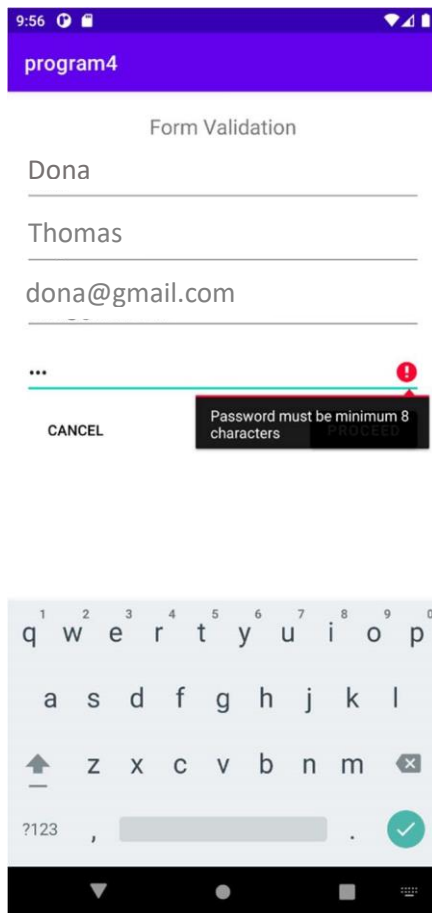 9:56
program4
Form Validation
Dona
Thomas
dona@gmail.com
•••
Password must be minimum 8
characters
CANCEL
PROCEED
1 2 3 4 5 6 7 8 9 0
q w e r t y u i o p
a s d f g h j k l
z x c v b n m
?123 , .